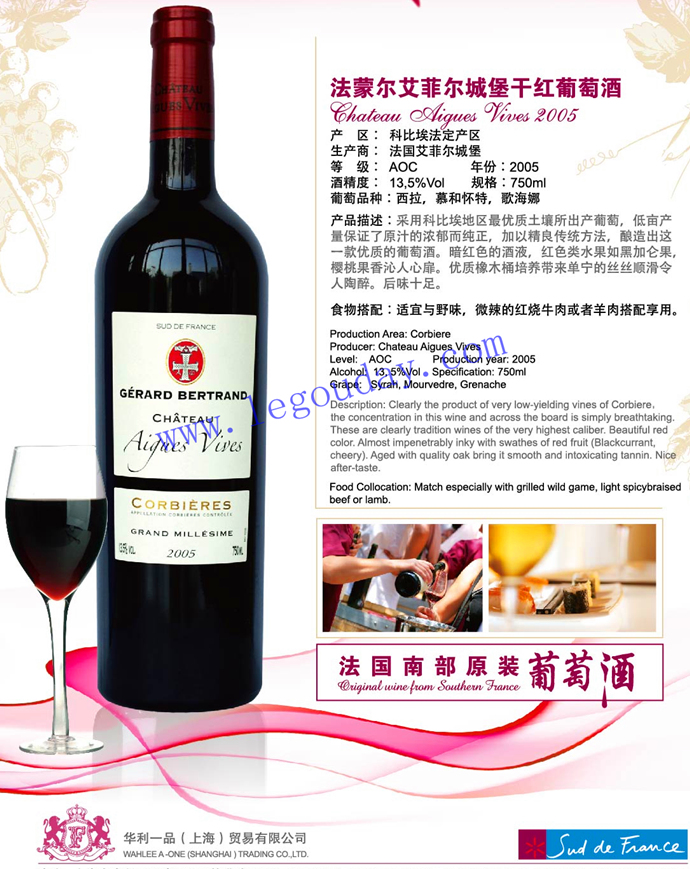 法蒙尔艾菲尔城堡干红葡萄酒
Chateau Aigues Vives 2005
产 区： 科比埃法定产区
生产商： 法国艾菲尔城堡
等 级： AOC 年份：2005
酒精度： 13,5%Vol 规格：750ml
葡萄品种：西拉，慕和怀特，歌海娜
产品描述：采用科比埃地区最优质土壤所出产葡萄，低亩产
量保证了原汁的浓郁而纯正，加以精良传统方法，酿造出这
一款优质的葡萄酒。暗红色的酒液，红色类水果如黑加仑果，
樱桃果香沁人心扉。优质橡木桶培养带来单宁的丝丝顺滑令
人陶醉。后味十足。
食物搭配：适宜与野味，微辣的红烧牛肉或者羊肉搭配享用。
Production Area: Corbiere
Producer: Chateau Aigues Vives
Level: AOC Production year: 2005
Alcohol: 13,5%Vol Specification: 750ml
Grape: Syrah, Mourvedre, Grenache
Description: Clearly the product of very low-yielding vines of Corbiere,
the concentration in this wine and across the board is simply breathtaking.
These are clearly tradition wines of the very highest caliber. Beautiful red
color. Almost impenetrably inky with swathes of red fruit (Blackcurrant,
cheery). Aged with quality oak bring it smooth and intoxicating tannin. Nice
after-taste.
Food Collocation: Match especially with grilled wild game, light spicybraised
beef or lamb.
法国南部原装 葡萄酒
Original wine from Southern France
CHATEAU
AIGUES VIVES
SUD DE FRANCE
GÉRARD BERTRAND
CHÂTEAU
Aigues Vives
CORBIÈRES
APPELLATION CORBIÈRES CONTRÔLÉE
GRAND MILLÉSIME
13.5% VOL. 2005 750 ML
www.legouday.com
F
华利一品（上海）贸易有限公司
WAHLEE A-ONE (SHANGHAI) TRADING CO.,LTD.
Sud de France